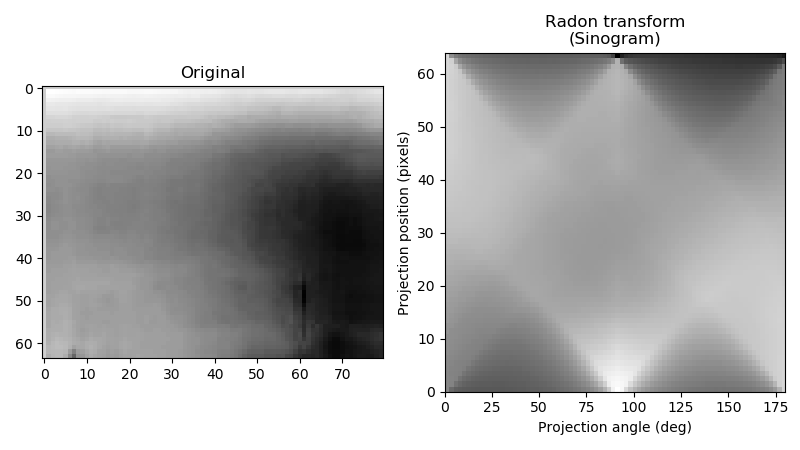 Original
0
10
20
30
40
50
60
0 10 20 30 40 50 60 70
Radon transform
(Sinogram)
Projection position (pixels)
60
50
40
30
20
10
0
0 25 50 75 100 125 150 175
Projection angle (deg)